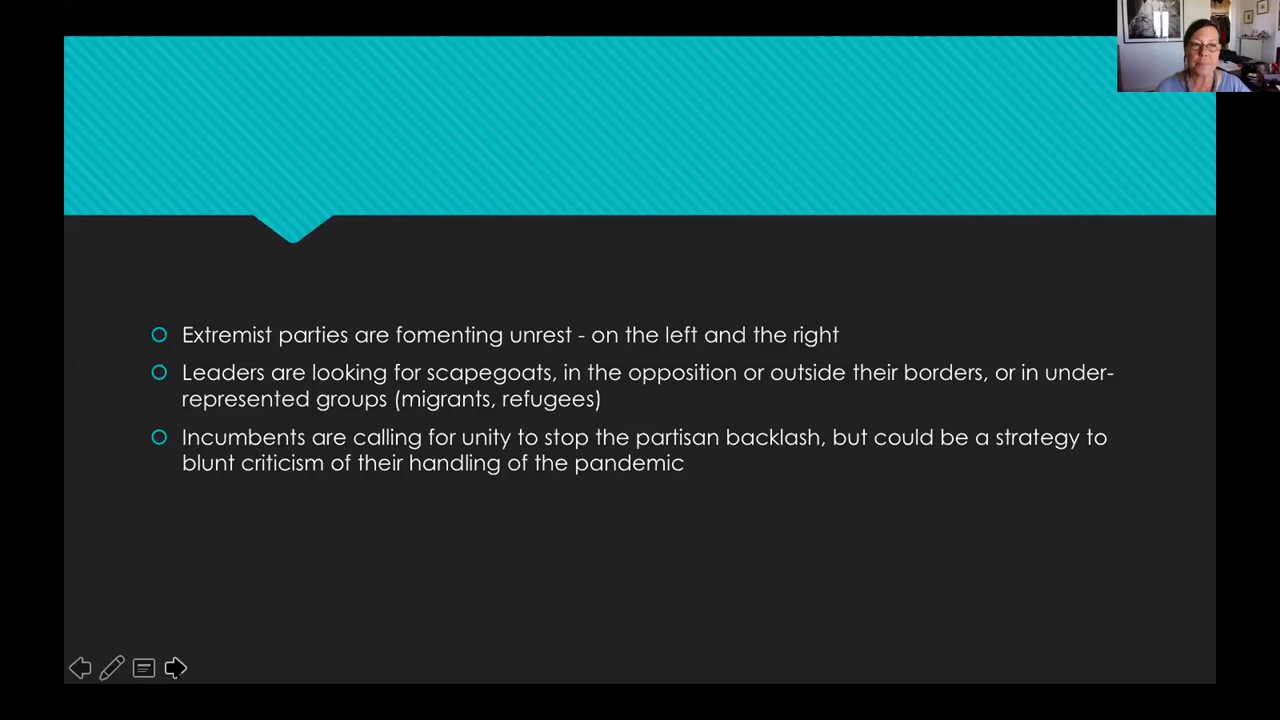 Extremist parties are fomenting unrest - on the left and the right
Leaders are looking for scapegoats, in the opposition or outside their borders, or in under-
represented groups (migrants, refugees)
Incumbents are calling for unity to stop the partisan backlash, but could be a strategy to
blunt criticism of their handling of the pandemic